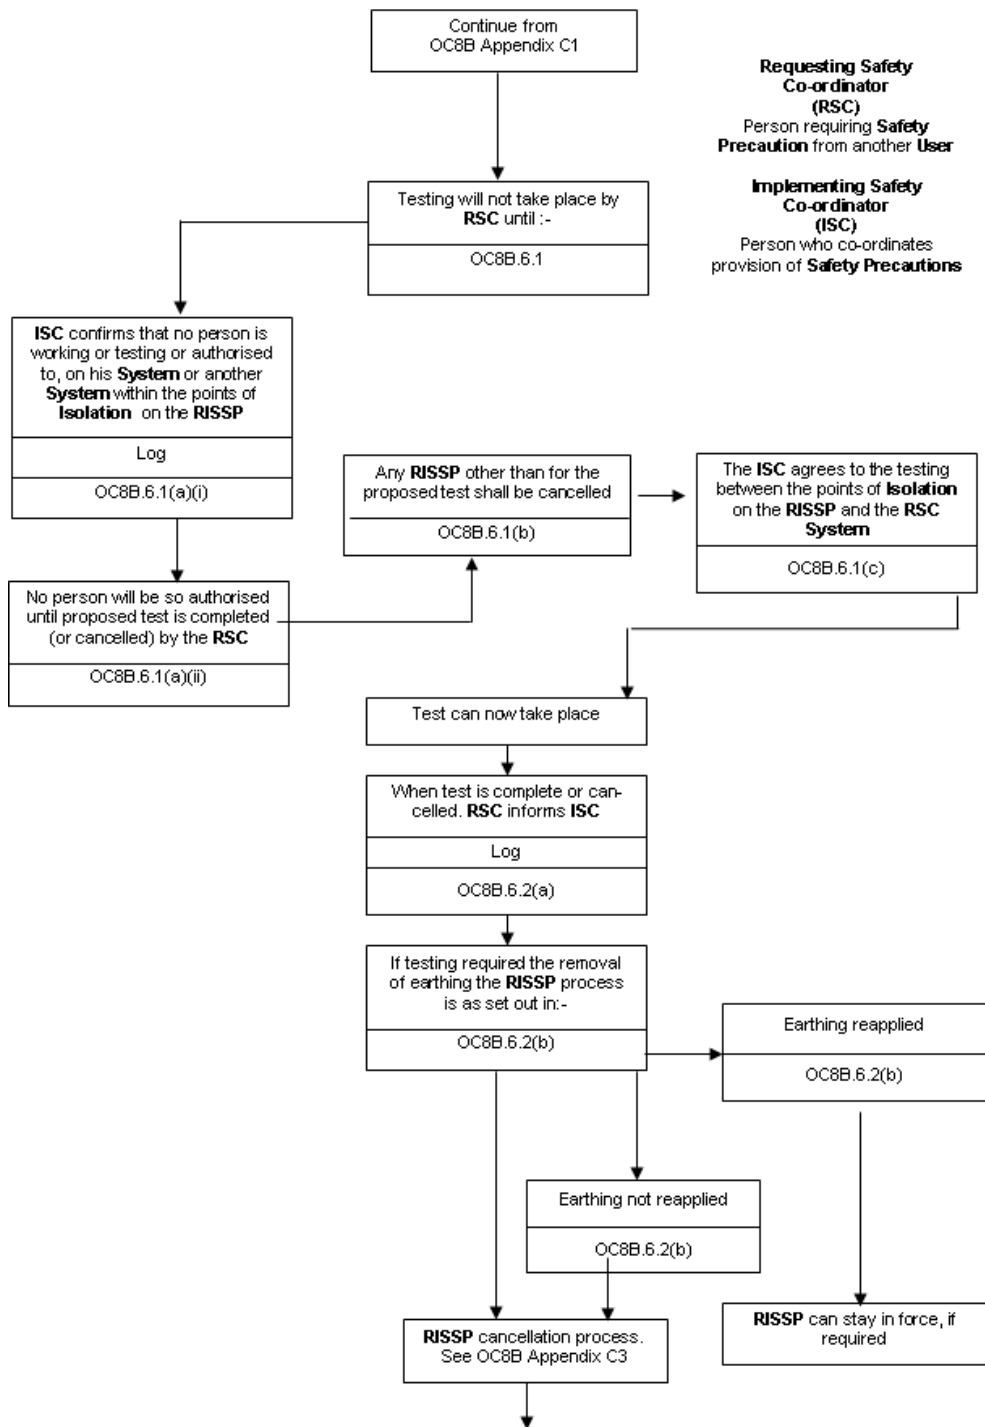 Continue from
OC8B Appendix C1
Requesting Safety
Co-ordinator
(RSC)
Person requiring Safety
Precaution from another User
Implementing Safety
Co-ordinator
(ISC)
Person who co-ordinates
provision of Safety Precautions
Testing will not take place by
RSC until :-
OC8B.6.1
ISC confirms that no person is
working or testing or authorised
to, on his System or another
System within the points of
Isolation on the RISSP
Log
OC8B.6.1(a)(i)
No person will be so authorised
until proposed test is completed
(or cancelled) by the RSC
OC8B.6.1(a)(ii)
Any RISSP other than for the
proposed test shall be cancelled
OC8B.6.1(b)
The ISC agrees to the testing
between the points of Isolation
on the RISSP and the RSC
System
OC8B.6.1(c)
Test can now take place
When test is complete or can-
celled. RSC informs ISC
Log
OC8B.6.2(a)
If testing required the removal
of earthing the RISSP process
is as set out in:-
OC8B.6.2(b)
Earthing reapplied
OC8B.6.2(b)
Earthing not reapplied
OC8B.6.2(b)
RISSP can stay in force, if
required
RISSP cancellation process.
See OC8B Appendix C3